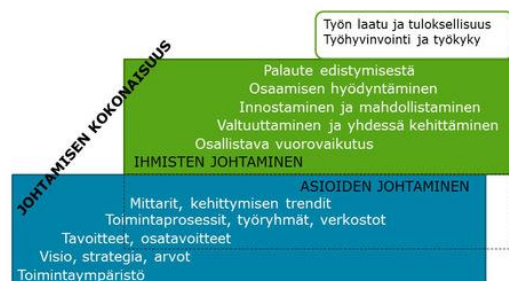 Työn laatu ja tuloksellisuus
Työhyvinvointi ja työkyky
JOHTAMISEN KOKONAISUUS
Palaute edistymisestä
Osaamisen hyödyntäminen
Innostaminen ja mahdollistaminen
Valtuuttaminen ja yhdessä kehittäminen
Osallistava vuorovaikutus
IHMISTEN JOHTAMINEN
ASIOIDEN JOHTAMINEN
Mittarit, kehittymisen trendit
Toimintaprosessit, työryhmät, verkostot
Tavoitteet, osatavoitteet
Visio, strategia, arvot
Toimintaympäristö